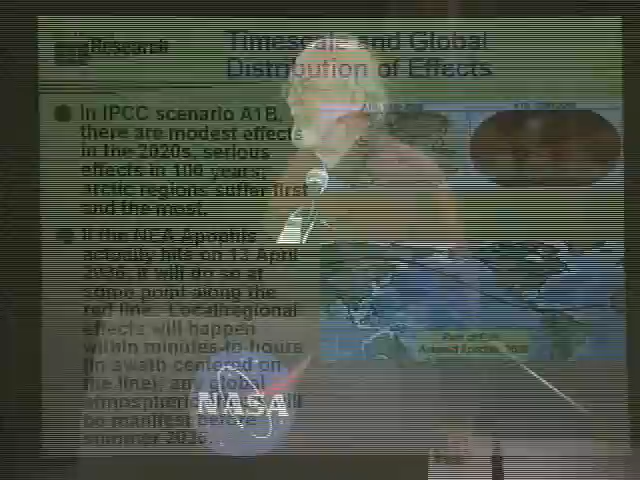 Research
Timescale and Global
Distribution of Effects
In IPCC scenario A1B,
there are modest effects
in the 2020s, serious
effects in 100 years;
arctic regions suffer first
and the most.
If the NEA Apophis
actually hits on 13 April
2036, it will do so at
some point along the
red line. Local/regional
effects will happen
within minutes-to-hours
(in swath centered on
the line); any global
atmospheric will
be manifest before
summer 2036.
NASA